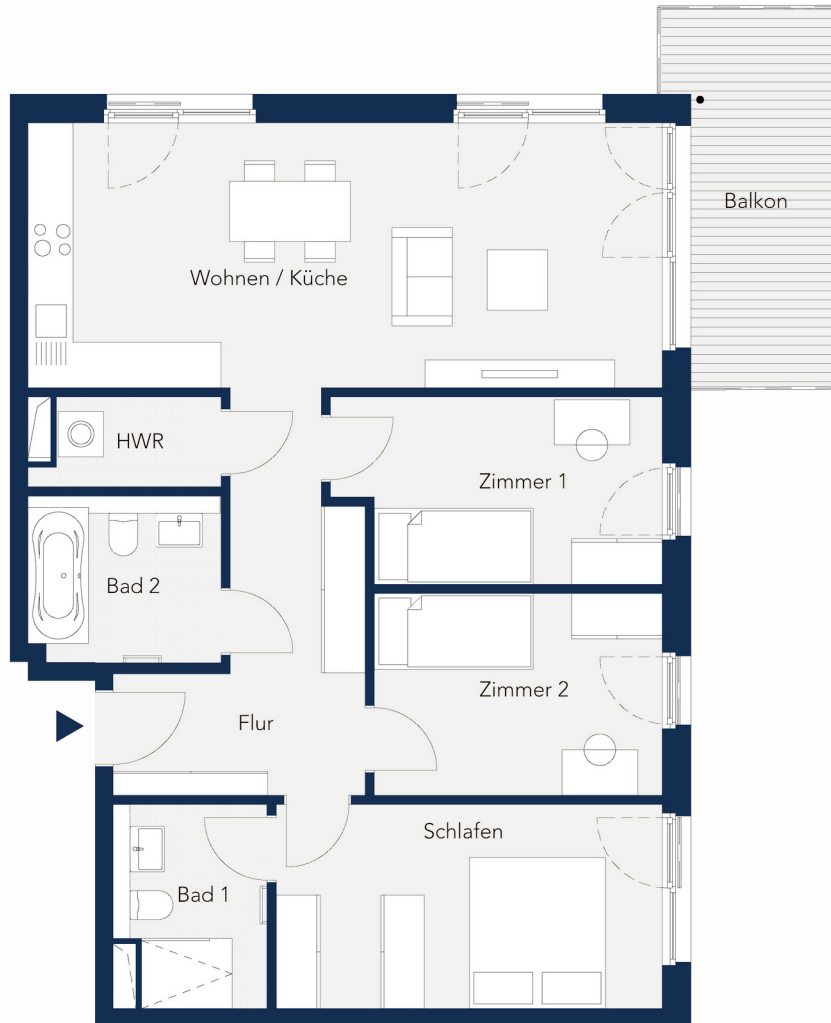 Balkon
Wohnen / Küche
HWR
Zimmer 1
Bad 2
Zimmer 2
Flur
Schlafen
Bad 1